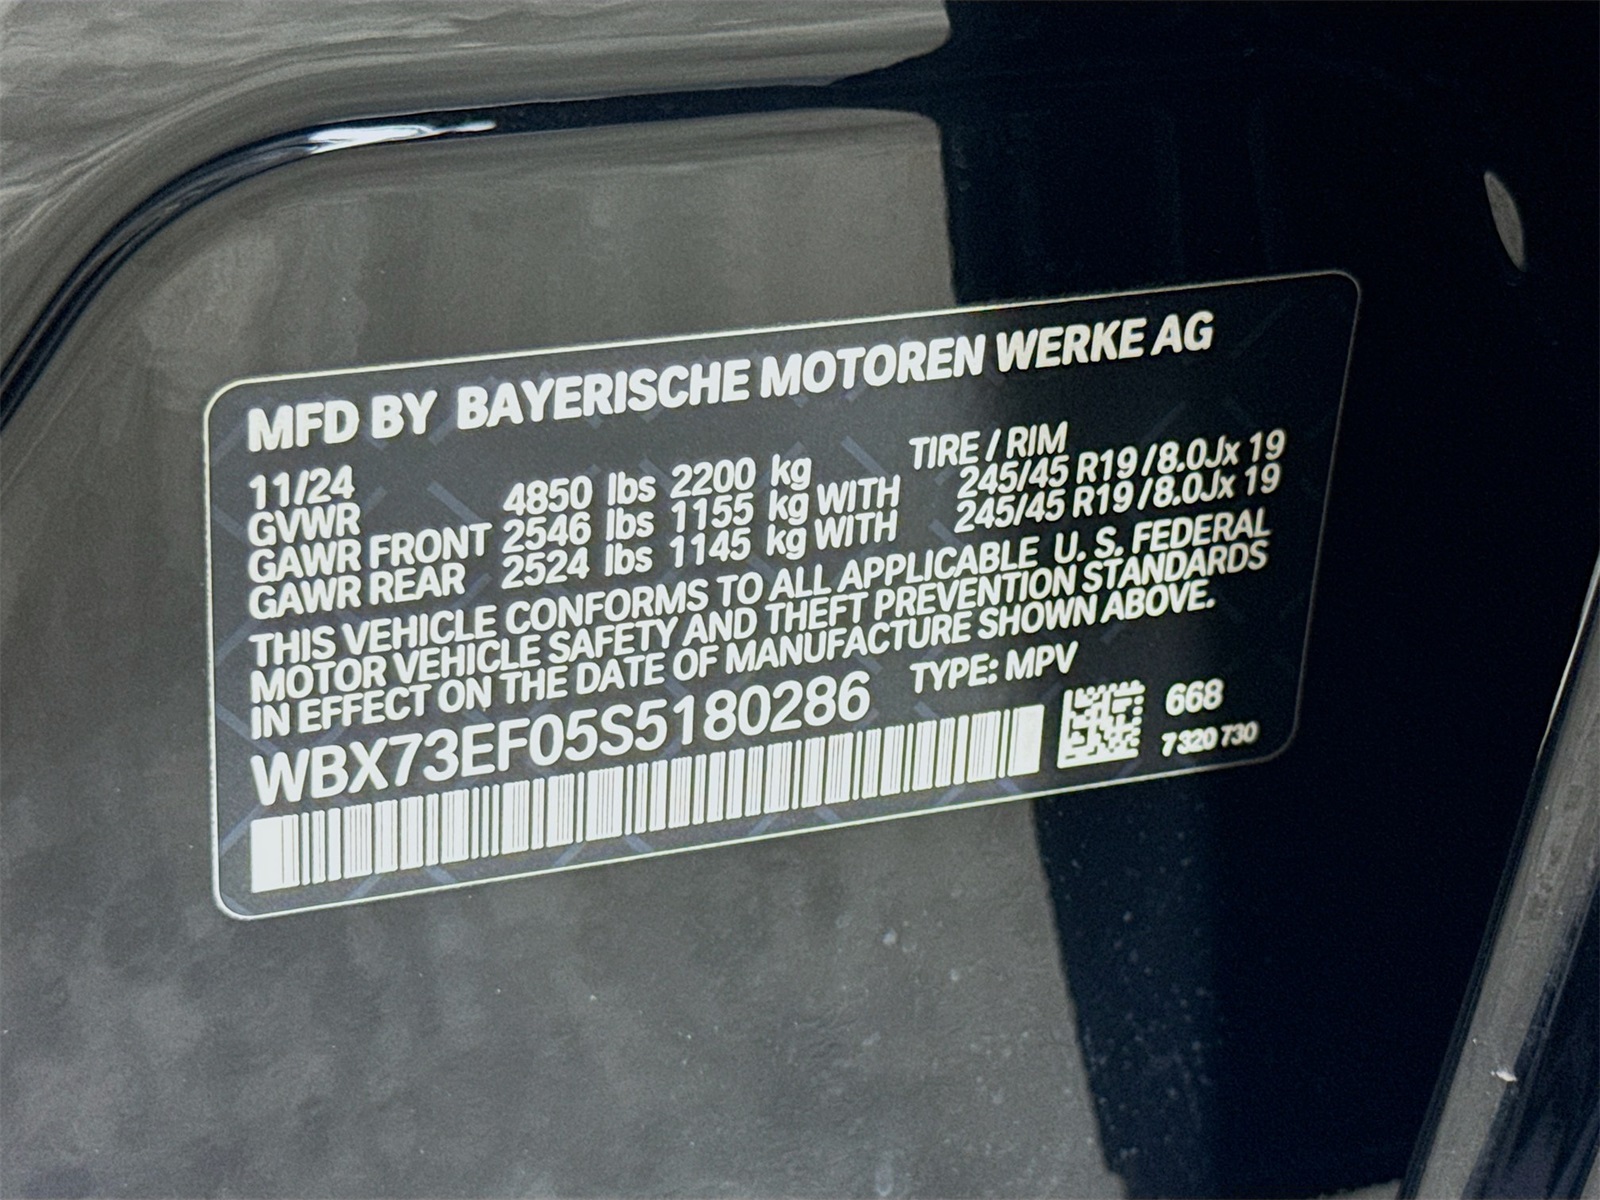 MFD BY BAYERISCHE MOTOREN WERKE AG
11/24 TIRE / RIM
GVWR 4850 lbs 2200 kg
GAWR FRONT 2546 lbs 1155 kg WITH 245/45 R19 / 8.0Jx 19
GAWR REAR 2524 lbs 1145 kg WITH 245/45 R19 / 8.0Jx 19
THIS VEHICLE CONFORMS TO ALL APPLICABLE U. S. FEDERAL
MOTOR VEHICLE SAFETY AND THEFT PREVENTION STANDARDS
IN EFFECT ON THE DATE OF MANUFACTURE SHOWN ABOVE.
WBX73EF05S5180286 TYPE: MPV
668
7 320 730